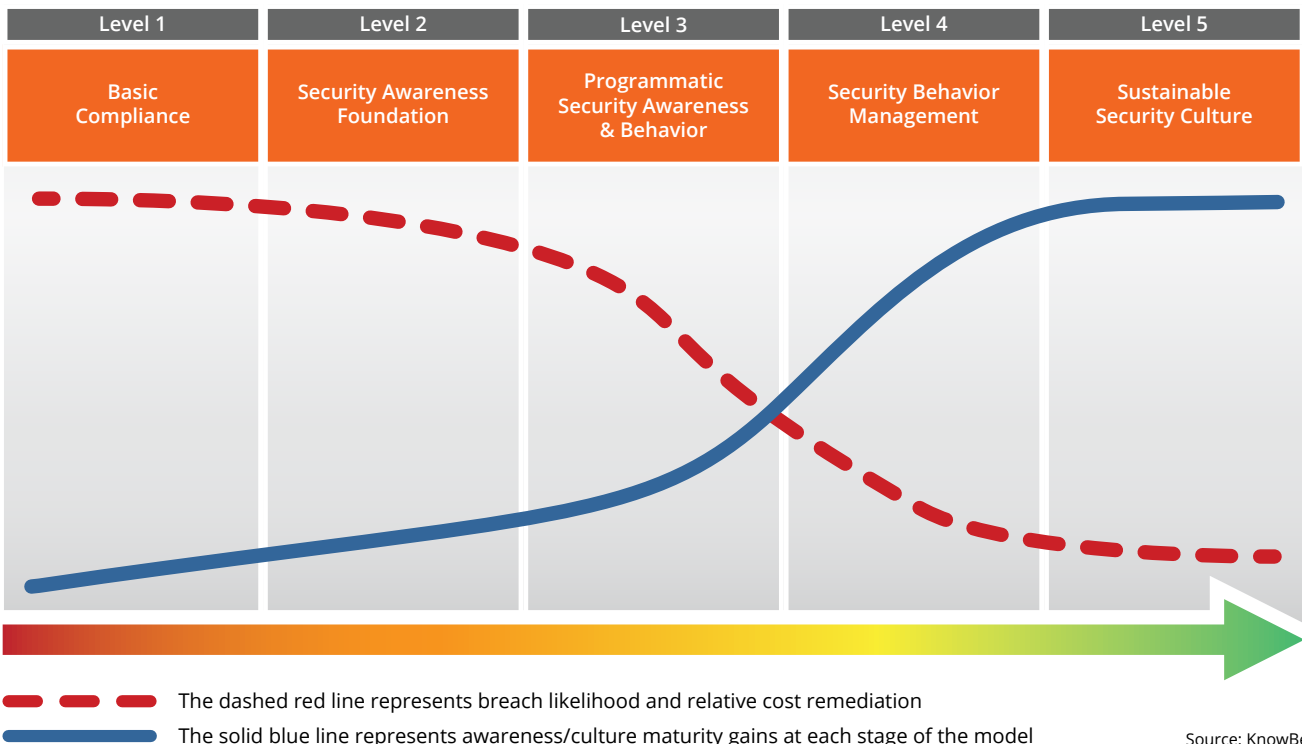 Level 1
Level 2
Level 3
Level 4
Level 5
Basic
Compliance
Security Awareness
Foundation
Programmatic
Security Awareness
& Behavior
Security Behavior
Management
Sustainable
Security Culture
The dashed red line represents breach likelihood and relative cost remediation
The solid blue line represents awareness/culture maturity gains at each stage of the model
Source: KnowBe